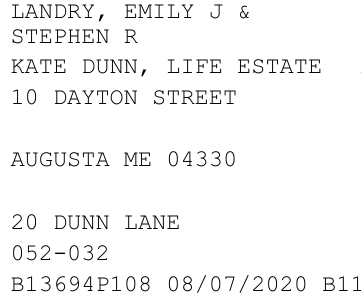 LANDRY, EMILY J &
STEPHEN R
KATE DUNN, LIFE ESTATE
10 DAYTON STREET
AUGUSTA ME 04330
20 DUNN LANE
052-032
B13694P108 08/07/2020 B11